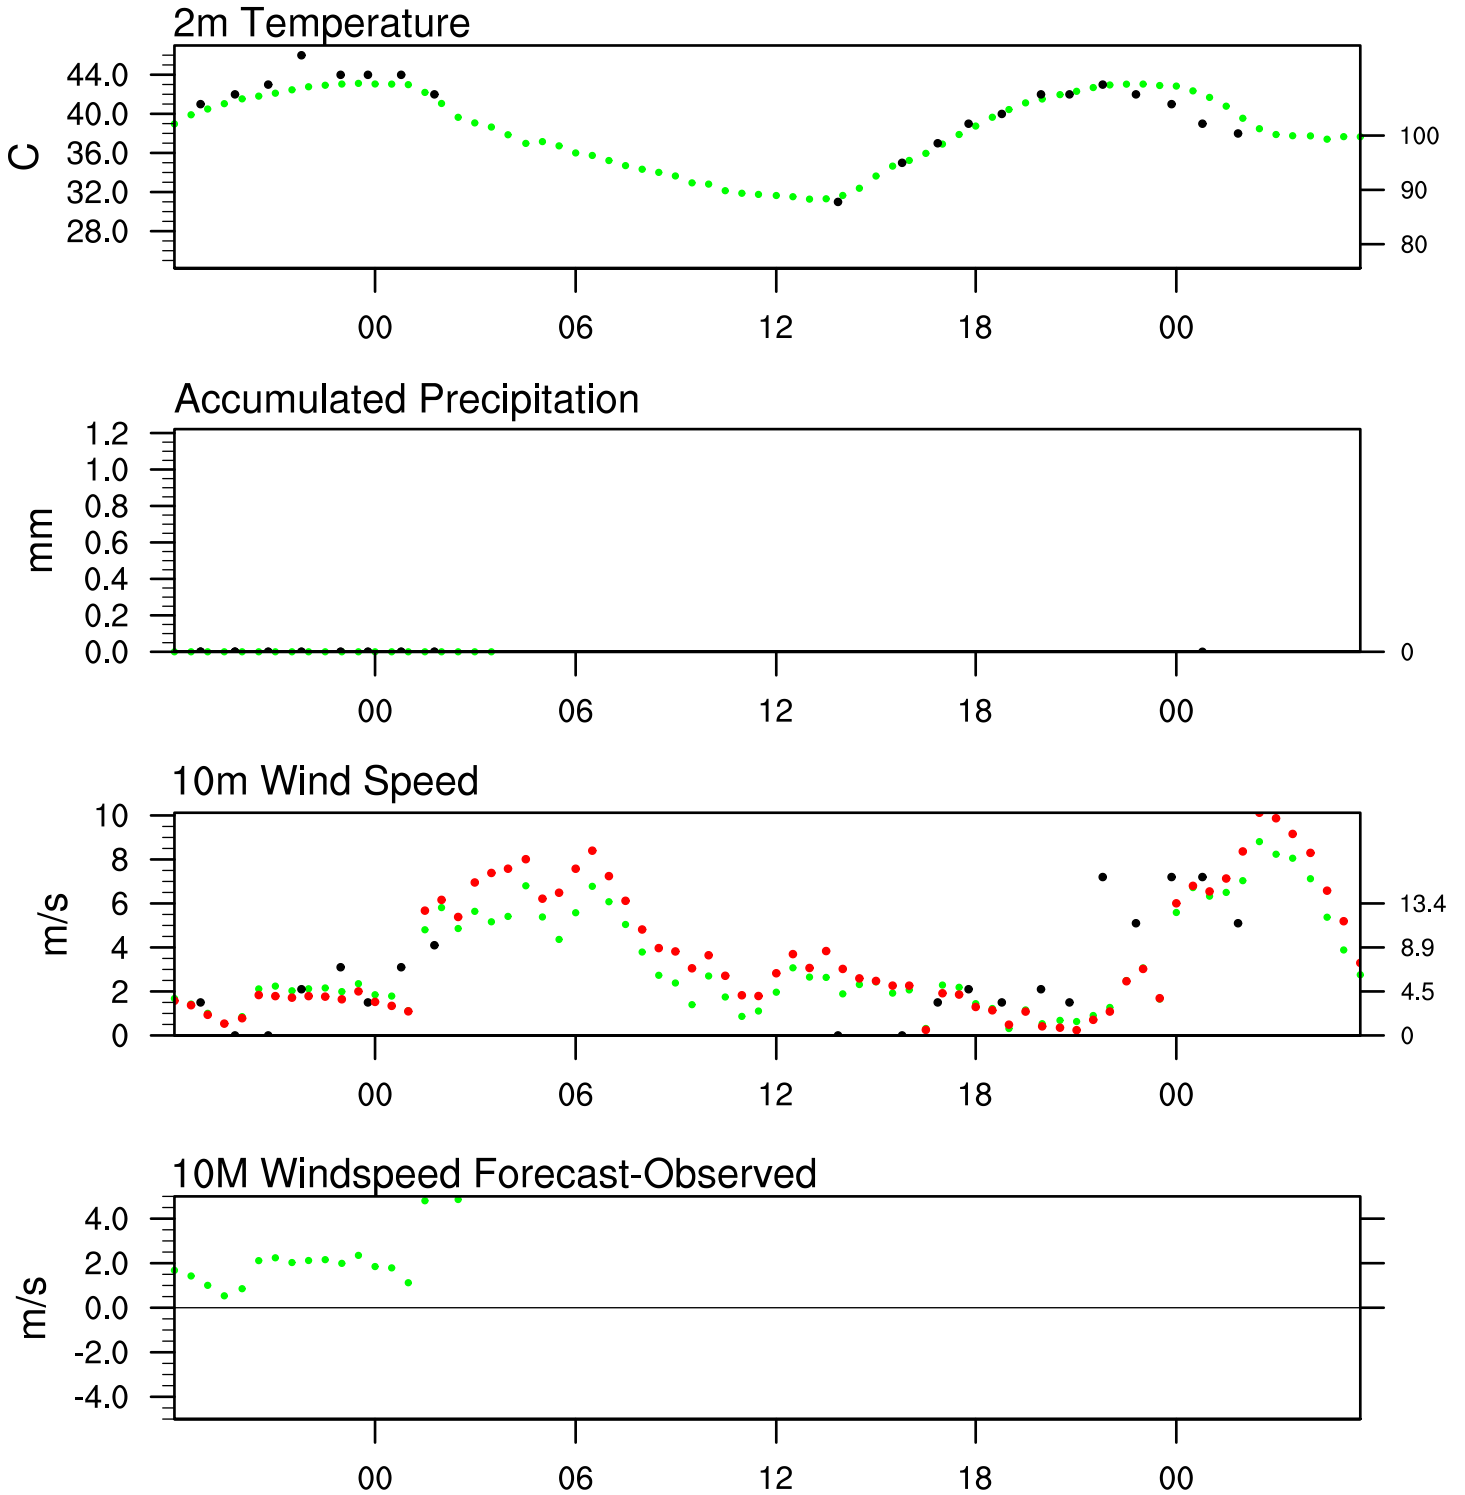 2m Temperature
44.0
40.0
36.0
32.0
28.0
C
100
90
80
00 06 12 18 00
Accumulated Precipitation
1.2
1.0
0.8
0.6
0.4
0.2
0.0
mm
0
00 06 12 18 00
10m Wind Speed
10
8
6
4
2
0
m/s
13.4
8.9
4.5
0
00 06 12 18 00
10M Windspeed Forecast-Observed
4.0
2.0
0.0
-2.0
-4.0
m/s
00 06 12 18 00